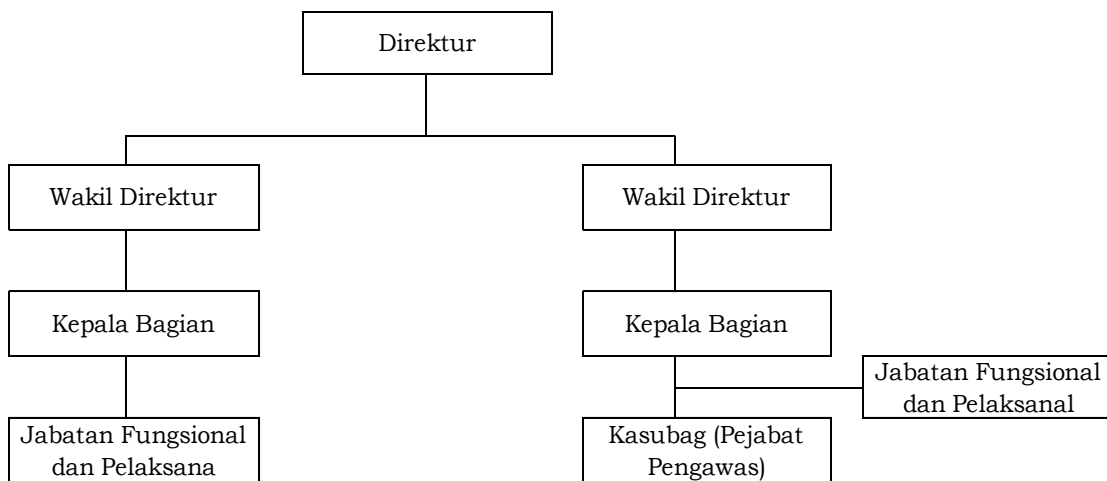 Direktur
Wakil Direktur
Wakil Direktur
Kepala Bagian
Kepala Bagian
Jabatan Fungsional
dan Pelaksanal
Jabatan Fungsional
dan Pelaksana
Kasubag (Pejabat
Pengawas)